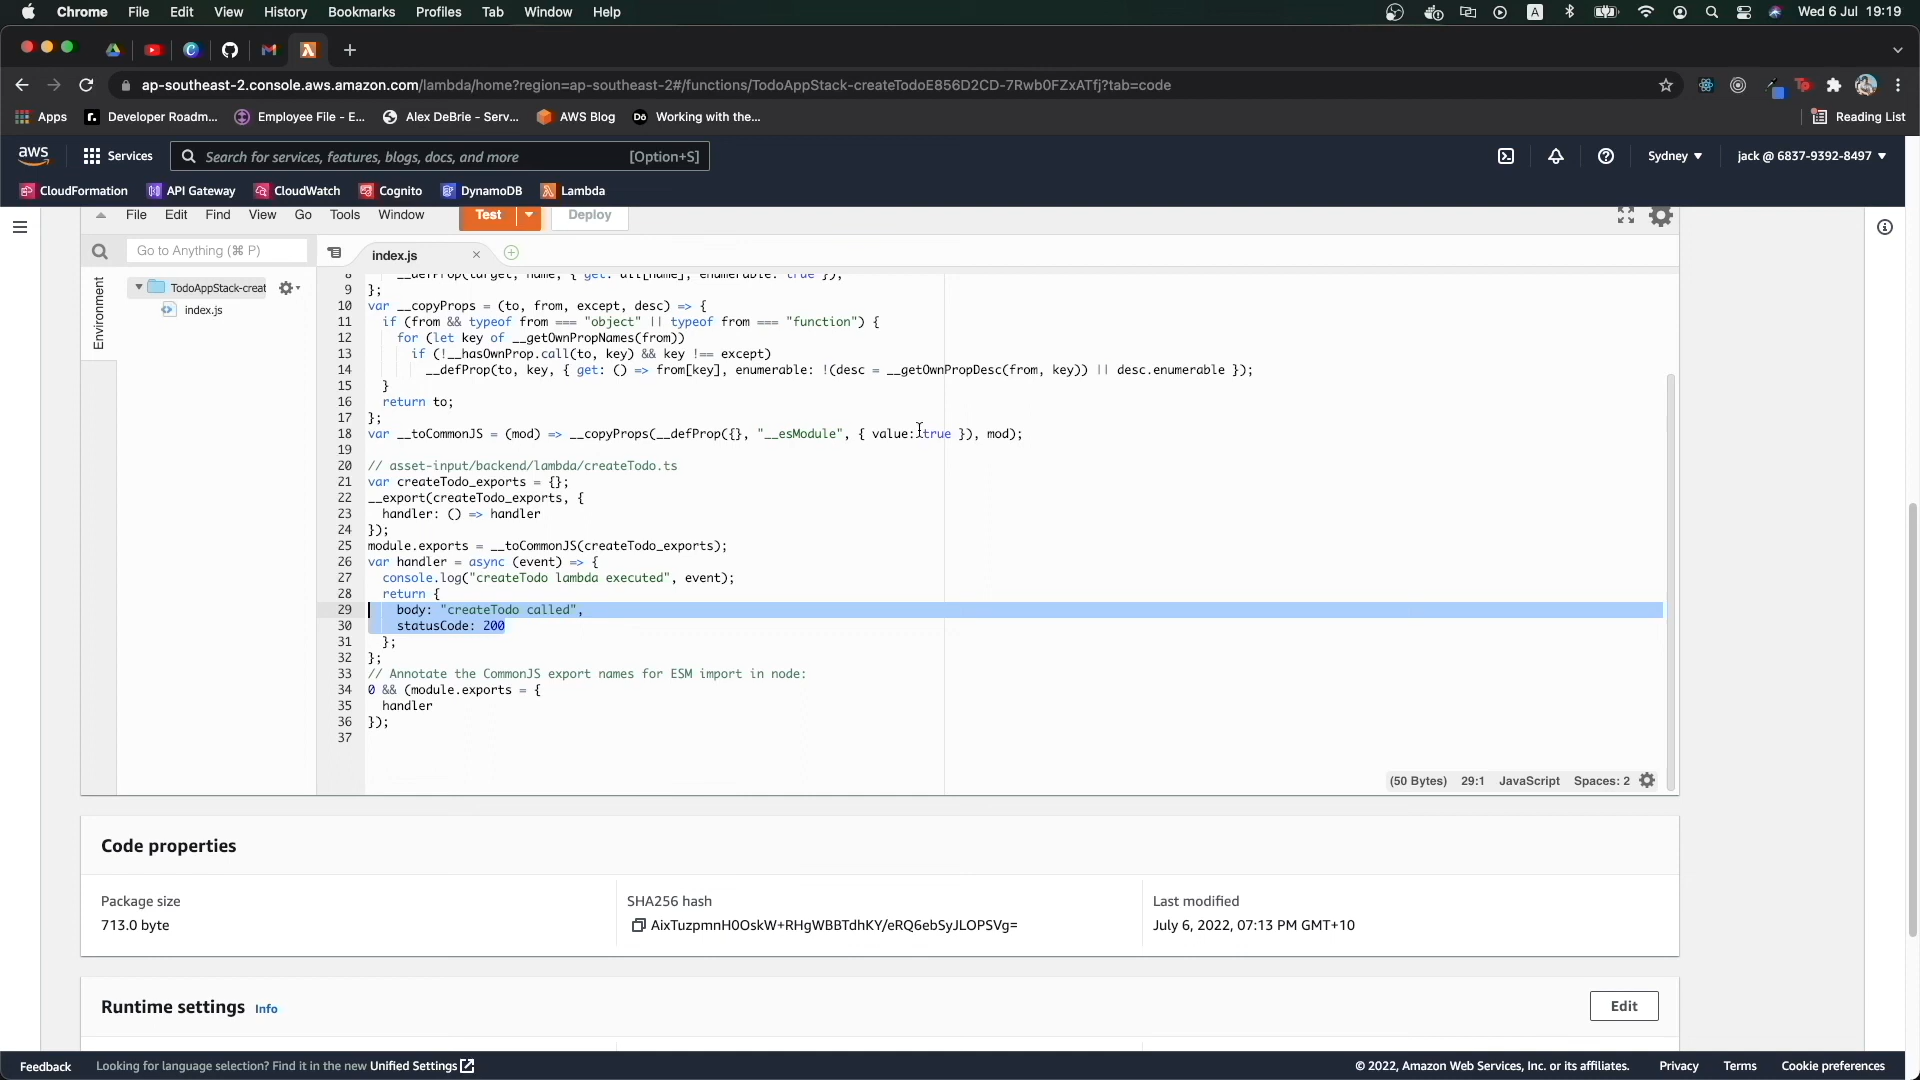 Chrome File Edit View History Bookmarks Profiles Tab Window Help
A
Wed 6 Jul 19:19
ap-southeast-2.console.aws.amazon.com/lambda/home?region=ap-southeast-2#/functions/TodoAppStack-createTodoE856D2CD-7Rwb0FZxATfj?tab=code
Apps
r. Developer Roadm...
Employee File - E...
Alex DeBrie - Serv...
AWS Blog
Working with the...
Reading List
aws
Services
Search for services, features, blogs, docs, and more [Option+S]
Sydney ▼
jack @ 6837-9392-8497 ▼
CloudFormation
API Gateway
CloudWatch
Cognito
DynamoDB
Lambda
File Edit Find View Go Tools Window
Test
Deploy
Go to Anything (⌘ P)
index.js
Environment
TodoAppStack-creat
index.js
8 __defProp(target, name, { get: all[name], enumerable: true });
9 };
10 var __copyProps = (to, from, except, desc) => {
11 if (from && typeof from === "object" || typeof from === "function") {
12 for (let key of __getOwnPropNames(from))
13 if (!__hasOwnProp.call(to, key) && key !== except)
14 __defProp(to, key, { get: () => from[key], enumerable: !(desc = __getOwnPropDesc(from, key)) || desc.enumerable });
15 }
16 return to;
17 };
18 var __toCommonJS = (mod) => __copyProps(__defProp({}, "__esModule", { value: true }), mod);
19
20 // asset-input/backend/lambda/createTodo.ts
21 var createTodo_exports = {};
22 __export(createTodo_exports, {
23 handler: () => handler
24 });
25 module.exports = __toCommonJS(createTodo_exports);
26 var handler = async (event) => {
27 console.log("createTodo lambda executed", event);
28 return {
29 body: "createTodo called",
30 statusCode: 200
31 };
32 };
33 // Annotate the CommonJS export names for ESM import in node:
34 0 && (module.exports = {
35 handler
36 });
37
(50 Bytes) 29:1 JavaScript Spaces: 2
Code properties
Package size
713.0 byte
SHA256 hash
AixTuzpmnH0OskW+RHgWBBTdhKY/eRQ6ebSyJLOPSVg=
Last modified
July 6, 2022, 07:13 PM GMT+10
Runtime settings Info
Edit
Feedback
Looking for language selection? Find it in the new Unified Settings
© 2022, Amazon Web Services, Inc. or its affiliates.
Privacy
Terms
Cookie preferences